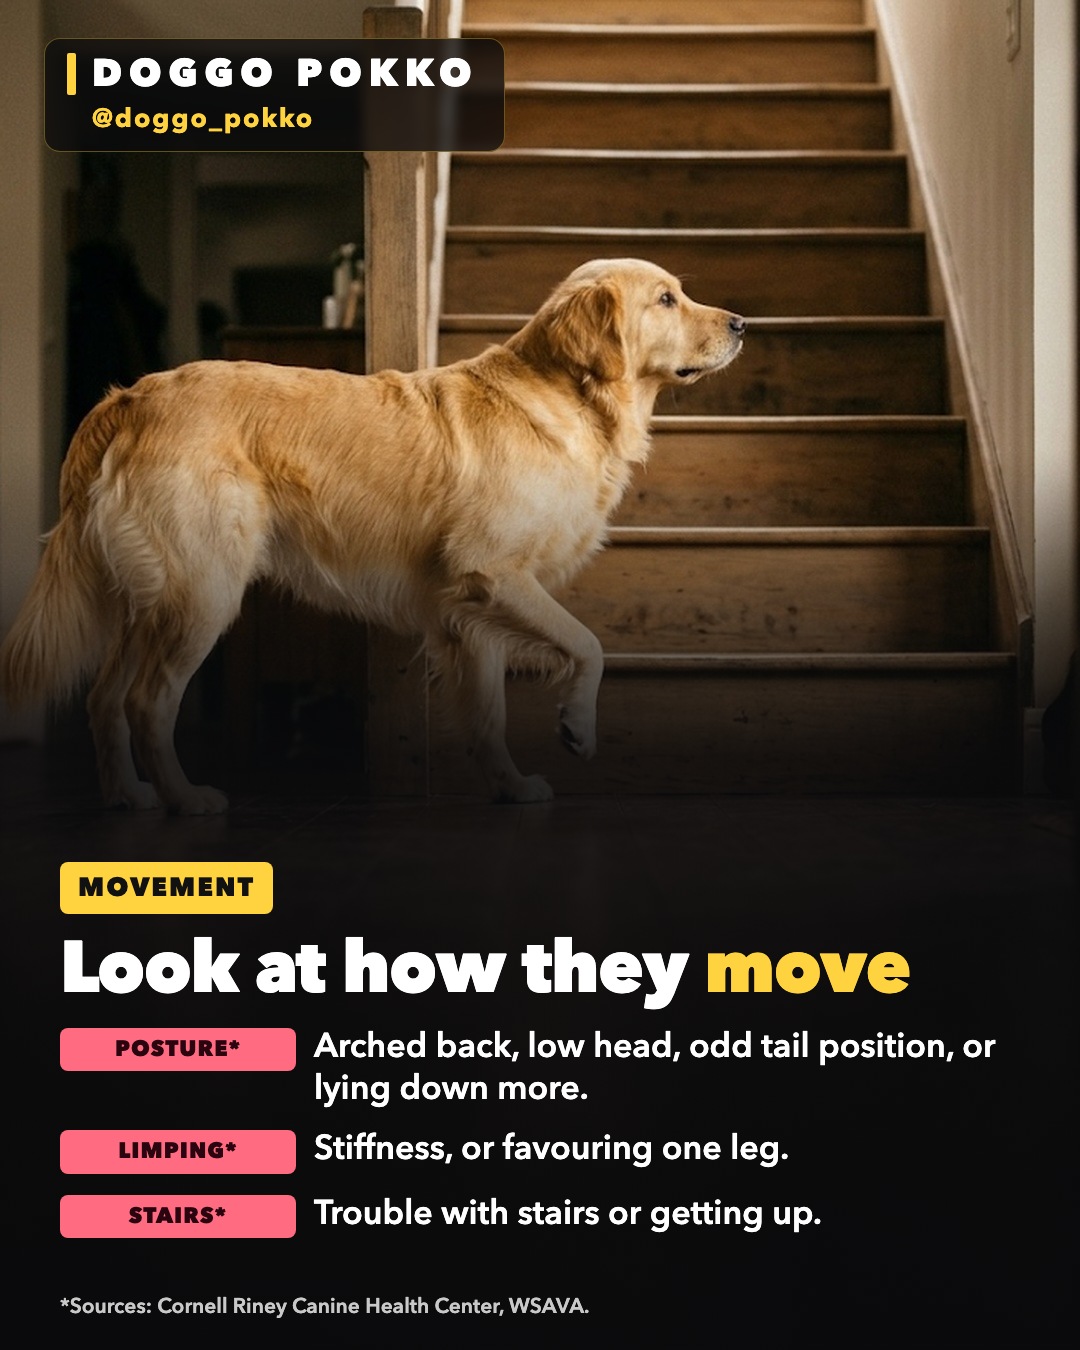 DOGGO POKKO
@doggo_pokko
MOVEMENT
Look at how they move
POSTURE*
Arched back, low head, odd tail position, or
lying down more.
LIMPING*
Stiffness, or favouring one leg.
STAIRS*
Trouble with stairs or getting up.
*Sources: Cornell Riney Canine Health Center, WSAVA.